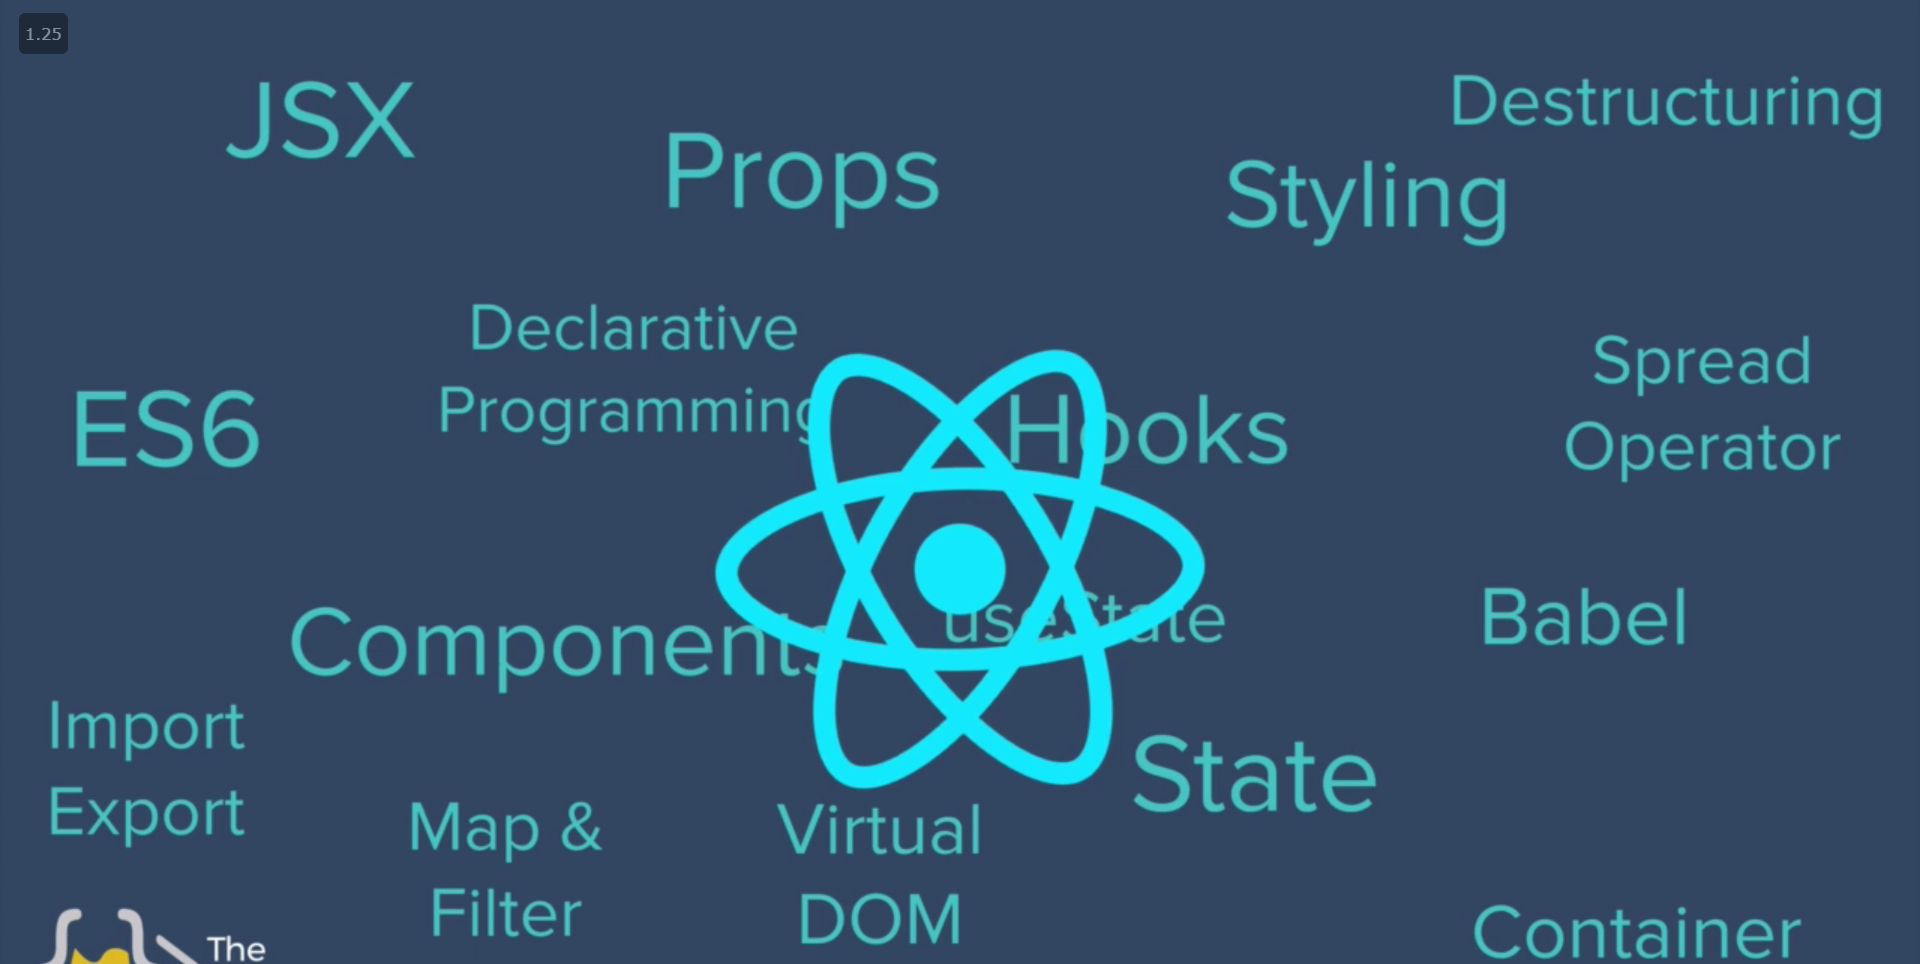 1.25
JSX
Props
Destructuring
Styling
Declarative
Programming
ES6
Hooks
Spread
Operator
Components
useState
Babel
Import
Export
State
Map &
Filter
Virtual
DOM
Container
The